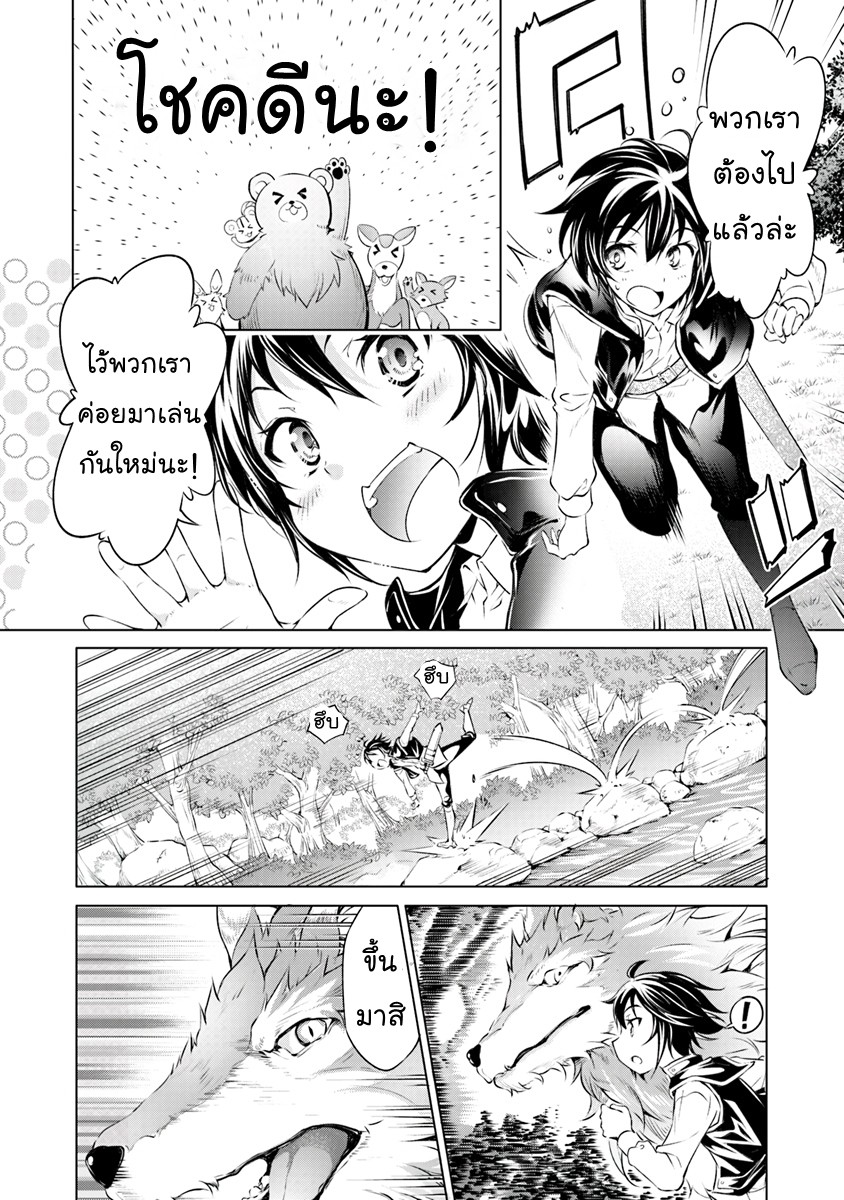 พวกเรา
ต้องไป
แล้วล่ะ
โชคดีนะ!
ไว้พวกเรา
ค่อยมาเล่น
กันใหม่นะ!
ฮึบ
ฮึบ
!
ขึ้น
มาสิ